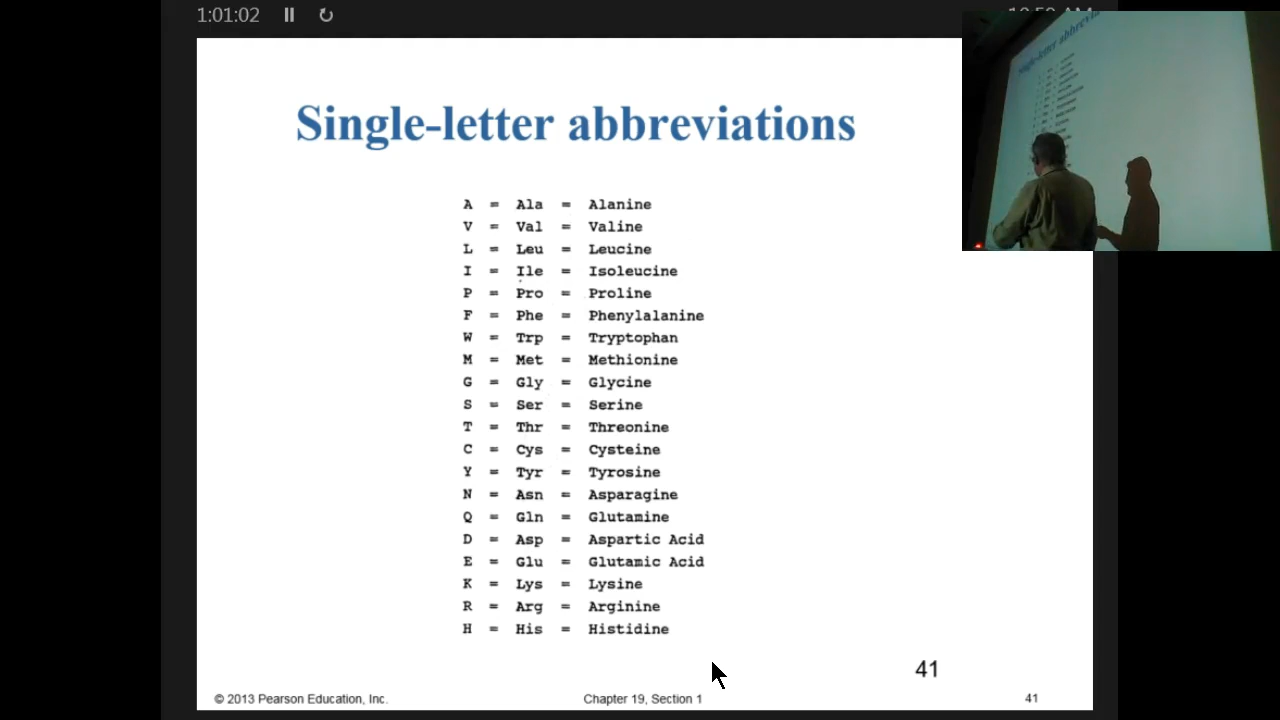 1:01:02
Single-letter abbreviations
A = Ala = Alanine
V = Val = Valine
L = Leu = Leucine
I = Ile = Isoleucine
P = Pro = Proline
F = Phe = Phenylalanine
W = Trp = Tryptophan
M = Met = Methionine
G = Gly = Glycine
S = Ser = Serine
T = Thr = Threonine
C = Cys = Cysteine
Y = Tyr = Tyrosine
N = Asn = Asparagine
Q = Gln = Glutamine
D = Asp = Aspartic Acid
E = Glu = Glutamic Acid
K = Lys = Lysine
R = Arg = Arginine
H = His = Histidine
41
© 2013 Pearson Education, Inc. Chapter 19, Section 1 41
Single-letter